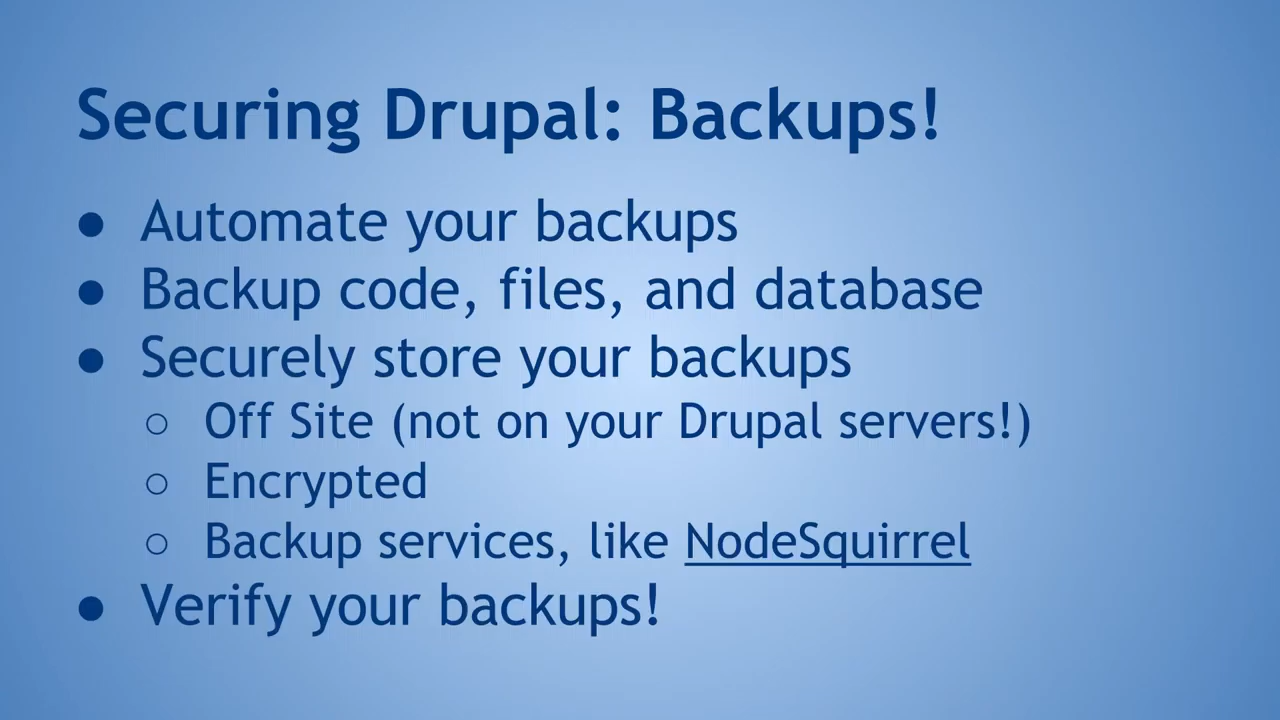 Securing Drupal: Backups!
● Automate your backups
● Backup code, files, and database
● Securely store your backups
○ Off Site (not on your Drupal servers!)
○ Encrypted
○ Backup services, like NodeSquirrel
● Verify your backups!